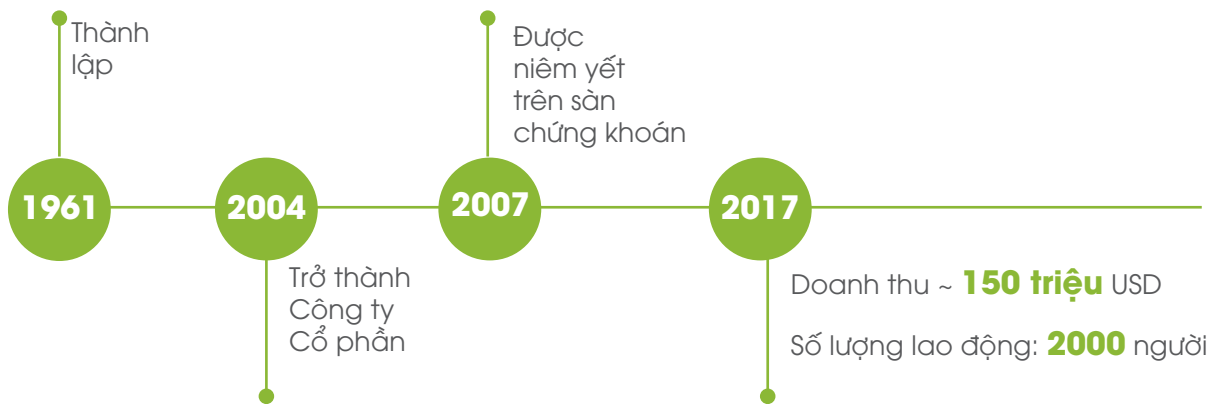 Thành
lập
Được
niêm yết
trên sàn
chứng khoán
1961
2004
2007
2017
Trở thành
Công ty
Cổ phần
Doanh thu ~ 150 triệu USD
Số lượng lao động: 2000 người